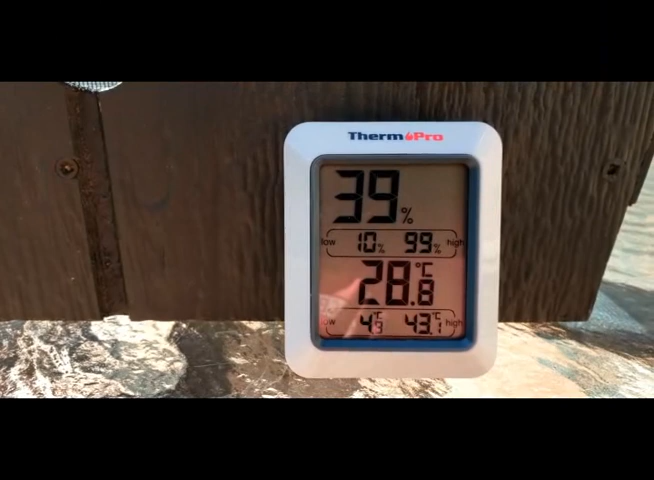 ThermoPro
39%
low 10% 99% high
28.8°C
low 4.3°C 43.1°C high